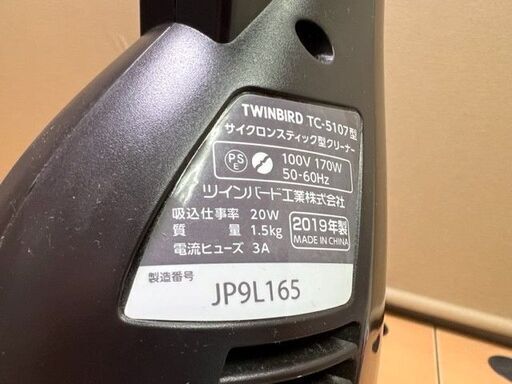 TWINBIRD TC-5107型
サイクロンスティック型クリーナー
PS
E
100V 170W
50-60Hz
ツインバード工業株式会社
吸込仕事率 20W
質 量 1.5kg
電流ヒューズ 3A
2019年製
MADE IN CHINA
製造番号
JP9L165